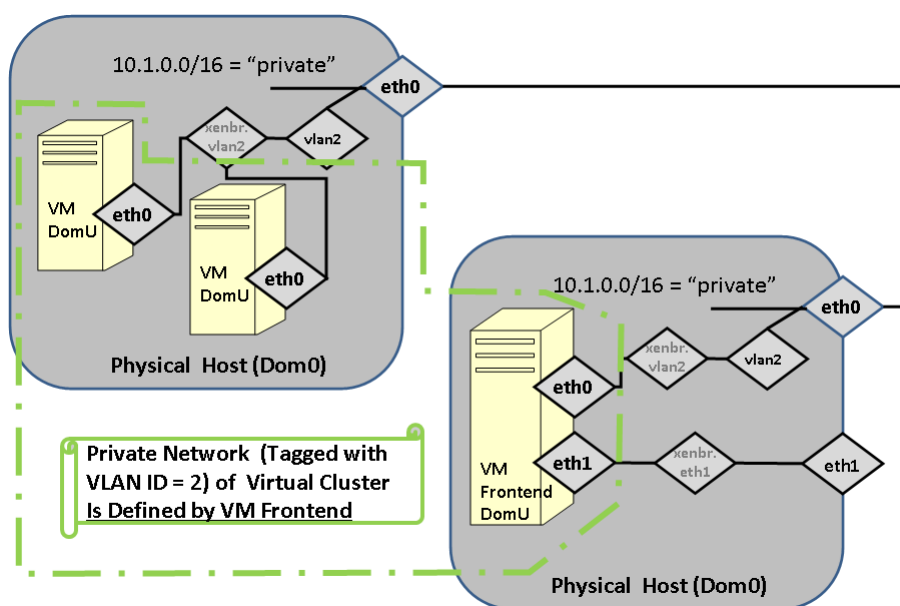 10.1.0.0/16 = “private”
eth0
xenbr.
vlan2
vlan2
VM
DomU
eth0
VM
DomU
eth0
Physical Host (Dom0)
10.1.0.0/16 = “private”
eth0
xenbr.
vlan2
vlan2
eth0
VM
Frontend
DomU
eth1
xenbr.
eth1
eth1
Physical Host (Dom0)
Private Network (Tagged with
VLAN ID = 2) of Virtual Cluster
Is Defined by VM Frontend